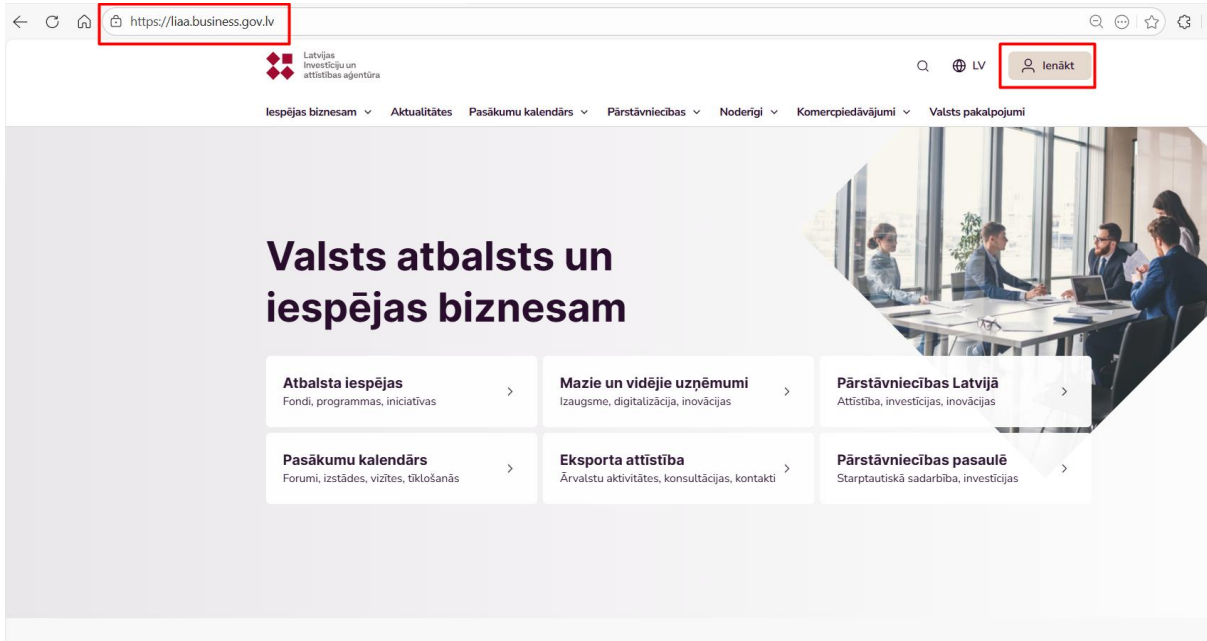 https://liaa.business.gov.lv
Latvijas
Investīciju un
attīstības aģentūra
LV
Ienākt
Iespējas biznesam
Aktualitātes
Pasākumu kalendārs
Pārstāvniecības
Noderīgi
Komercpiedāvājumi
Valsts pakalpojumi
Valsts atbalsts un
iespējas biznesam
Atbalsta iespējas
Fondi, programmas, iniciatīvas
Mazie un vidējie uzņēmumi
Izaugsme, digitalizācija, inovācijas
Pārstāvniecības Latvijā
Attīstība, investīcijas, inovācijas
Pasākumu kalendārs
Forumi, izstādes, vizītes, tīklošanās
Eksporta attīstība
Ārvalstu aktivitātes, konsultācijas, kontakti
Pārstāvniecības pasaulē
Starptautiskā sadarbība, investīcijas